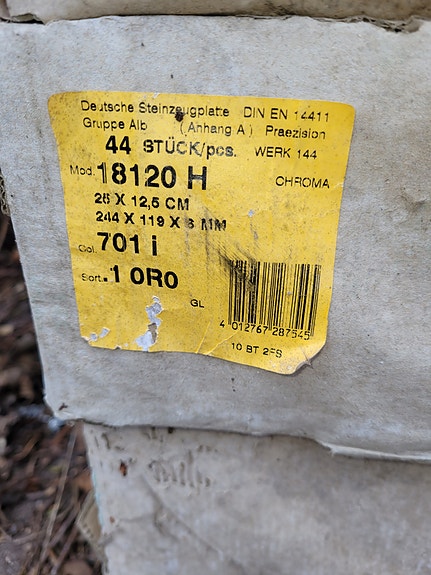 Deutsche Steinzeugplatte DIN EN 14411
Gruppe AIb (Anhang A) Praezision
44 STÜCK/pcs. WERK 144
Mod. 18120 H CHROMA
25 X 12,5 CM
244 X 119 X 8 MM
Col. 701 i
Sort. 1 0R0
GL
4 012767 287545
10 BT 2FS